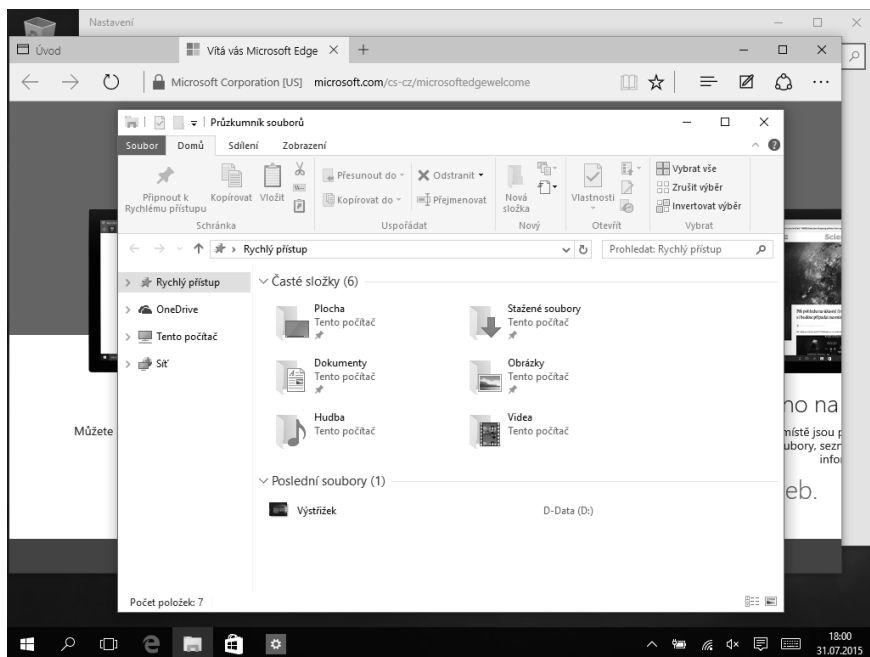 Nastavení
Úvod
Vítá vás Microsoft Edge
Microsoft Corporation [US] microsoft.com/cs-cz/microsoftedgewelcome
Průzkumník souborů
Soubor Domů Sdílení Zobrazení
Připnout k Rychlému přístupu
Kopírovat
Vložit
Schránka
Přesunout do
Kopírovat do
Odstranit
Přejmenovat
Uspořádat
Nová složka
Nový
Vlastnosti
Otevřít
Vybrat vše
Zrušit výběr
Invertovat výběr
Vybrat
Rychlý přístup
Prohledat: Rychlý přístup
Rychlý přístup
OneDrive
Tento počítač
Síť
Časté složky (6)
Plocha
Tento počítač
Stažené soubory
Tento počítač
Dokumenty
Tento počítač
Obrázky
Tento počítač
Hudba
Tento počítač
Videa
Tento počítač
Poslední soubory (1)
Výstřižek
D-Data (D:)
Počet položek: 7
Můžete
no na
místě jsou p
ubory, sezn
infor
eb.
18:00
31.07.2015